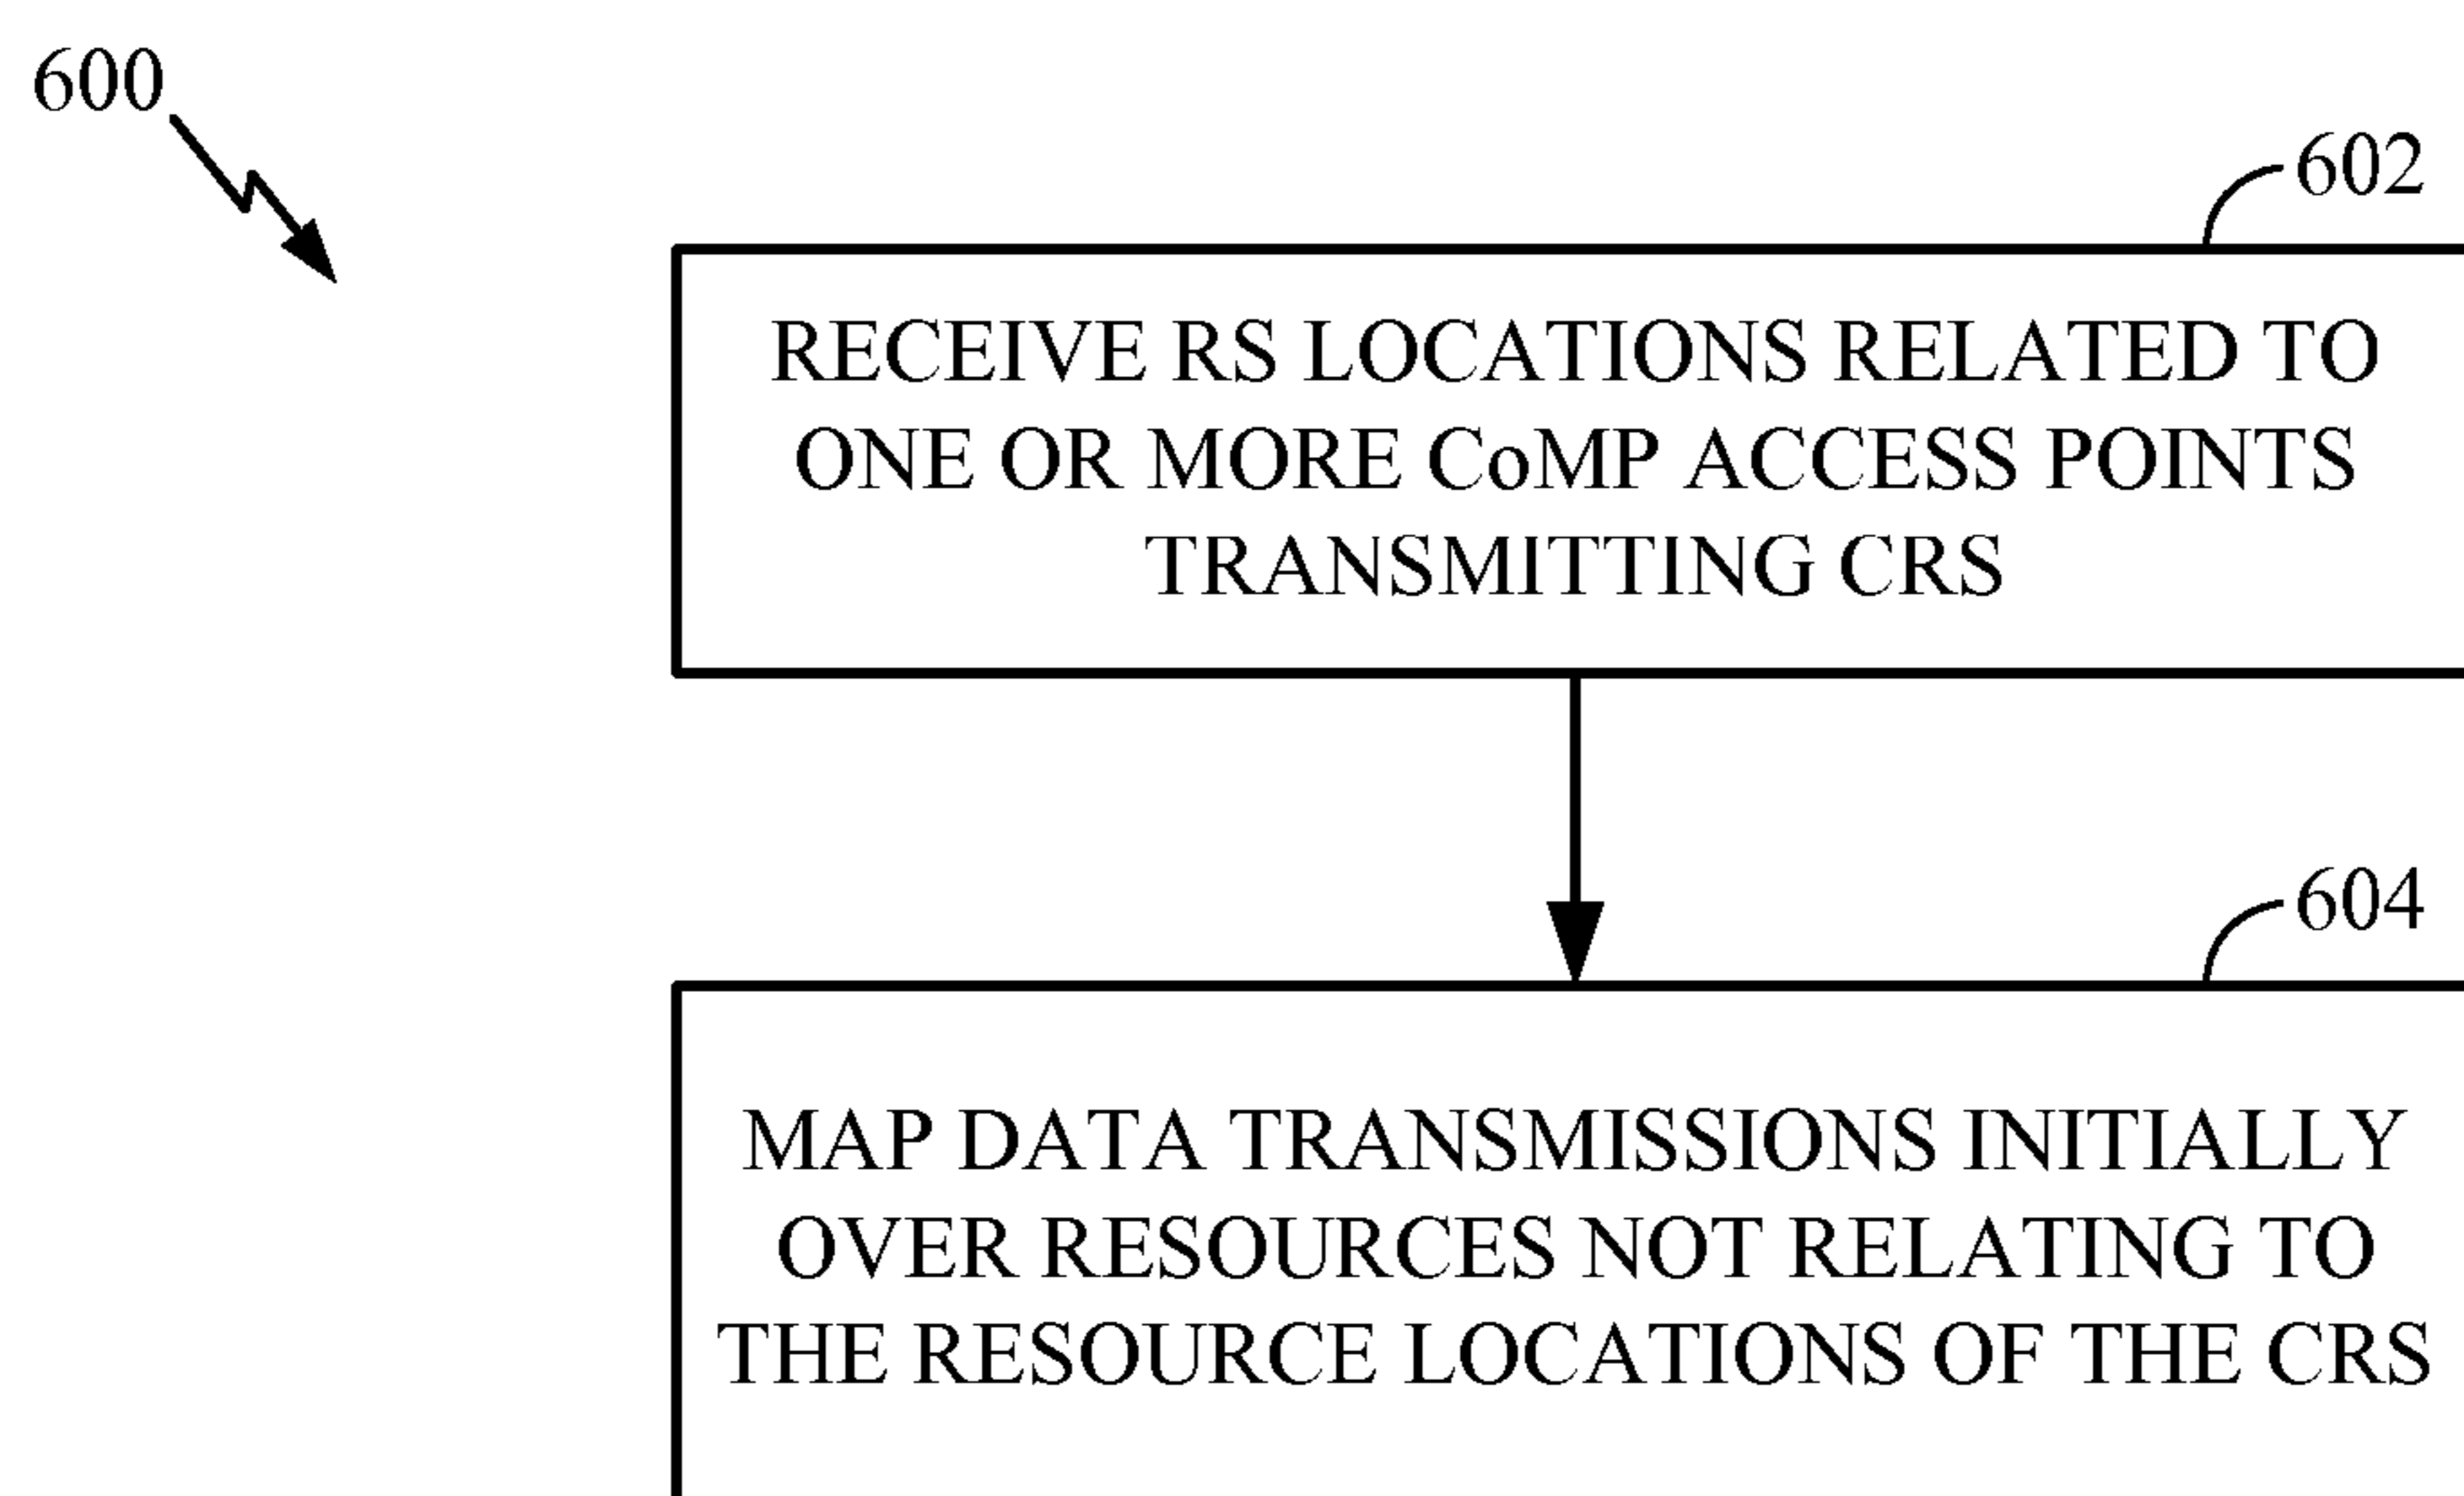 600
602
RECEIVE RS LOCATIONS RELATED TO
ONE OR MORE CoMP ACCESS POINTS
TRANSMITTING CRS
604
MAP DATA TRANSMISSIONS INITIALLY
OVER RESOURCES NOT RELATING TO
THE RESOURCE LOCATIONS OF THE CRS